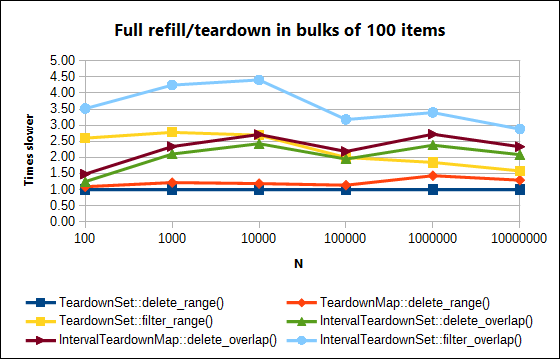 Full refill/teardown in bulks of 100 items
5.00
4.50
4.00
3.50
3.00
2.50
2.00
1.50
1.00
0.50
0.00
Times slower
100
1000
10000
100000
1000000
10000000
N
TeardownSet::delete_range()
TeardownMap::delete_range()
TeardownSet::filter_range()
IntervalTeardownSet::delete_overlap()
IntervalTeardownMap::delete_overlap()
IntervalTeardownSet::filter_overlap()